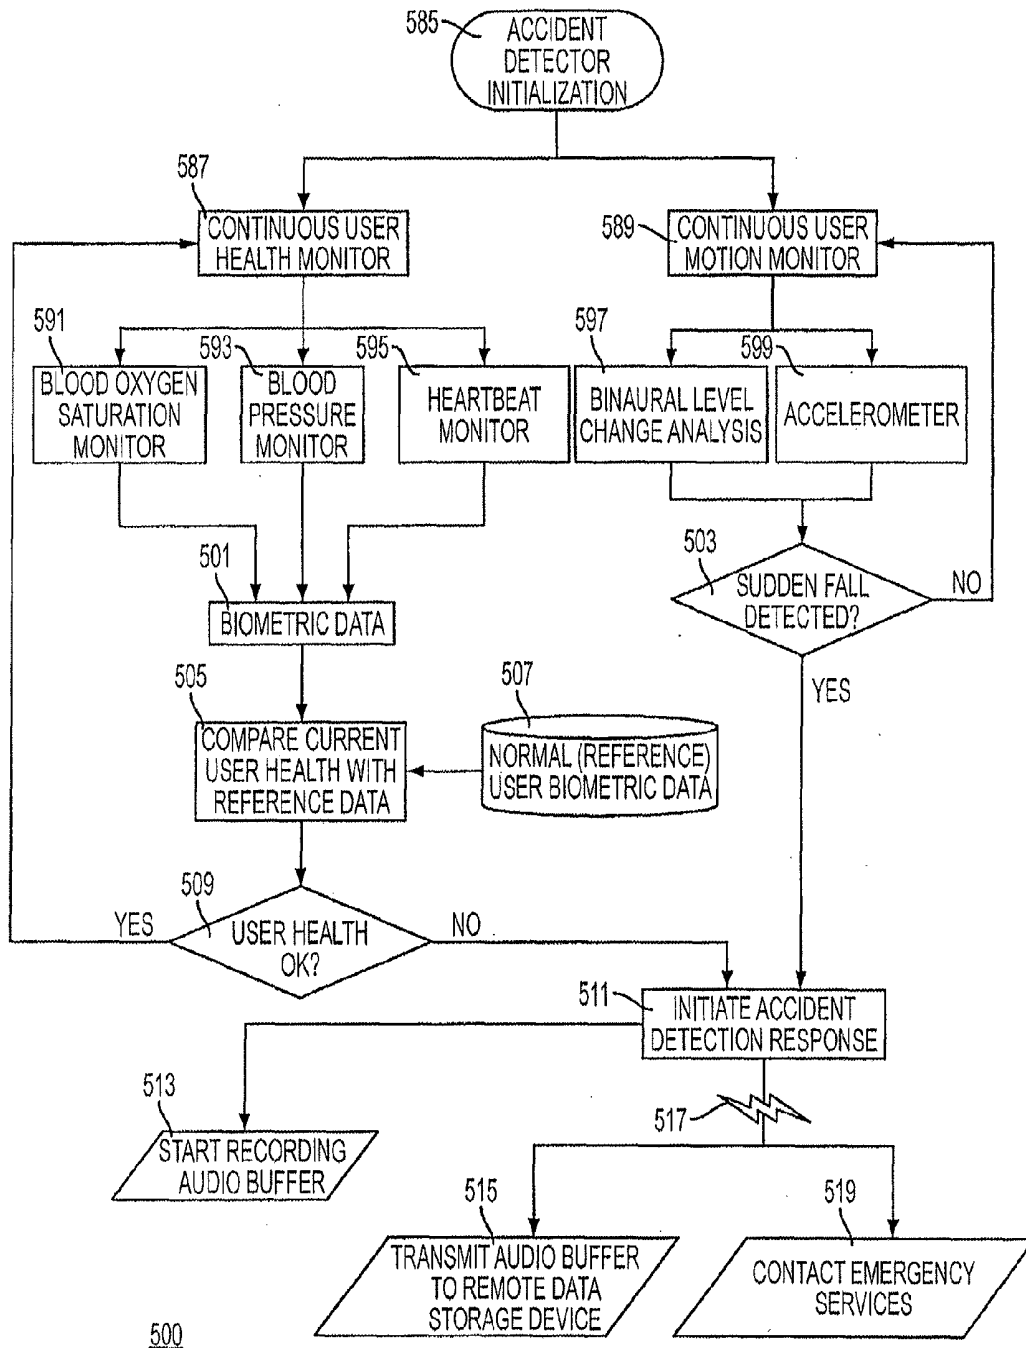 585
ACCIDENT
DETECTOR
INITIALIZATION
587
CONTINUOUS USER
HEALTH MONITOR
589
CONTINUOUS USER
MOTION MONITOR
591
BLOOD OXYGEN
SATURATION
MONITOR
593
BLOOD
PRESSURE
MONITOR
595
HEARTBEAT
MONITOR
597
BINAURAL LEVEL
CHANGE ANALYSIS
599
ACCELEROMETER
501
BIOMETRIC DATA
503
SUDDEN FALL
DETECTED?
NO
YES
505
COMPARE CURRENT
USER HEALTH WITH
REFERENCE DATA
507
NORMAL (REFERENCE)
USER BIOMETRIC DATA
509
YES
USER HEALTH
OK?
NO
511
INITIATE ACCIDENT
DETECTION RESPONSE
513
START RECORDING
AUDIO BUFFER
517
515
TRANSMIT AUDIO BUFFER
TO REMOTE DATA
STORAGE DEVICE
519
CONTACT EMERGENCY
SERVICES
500